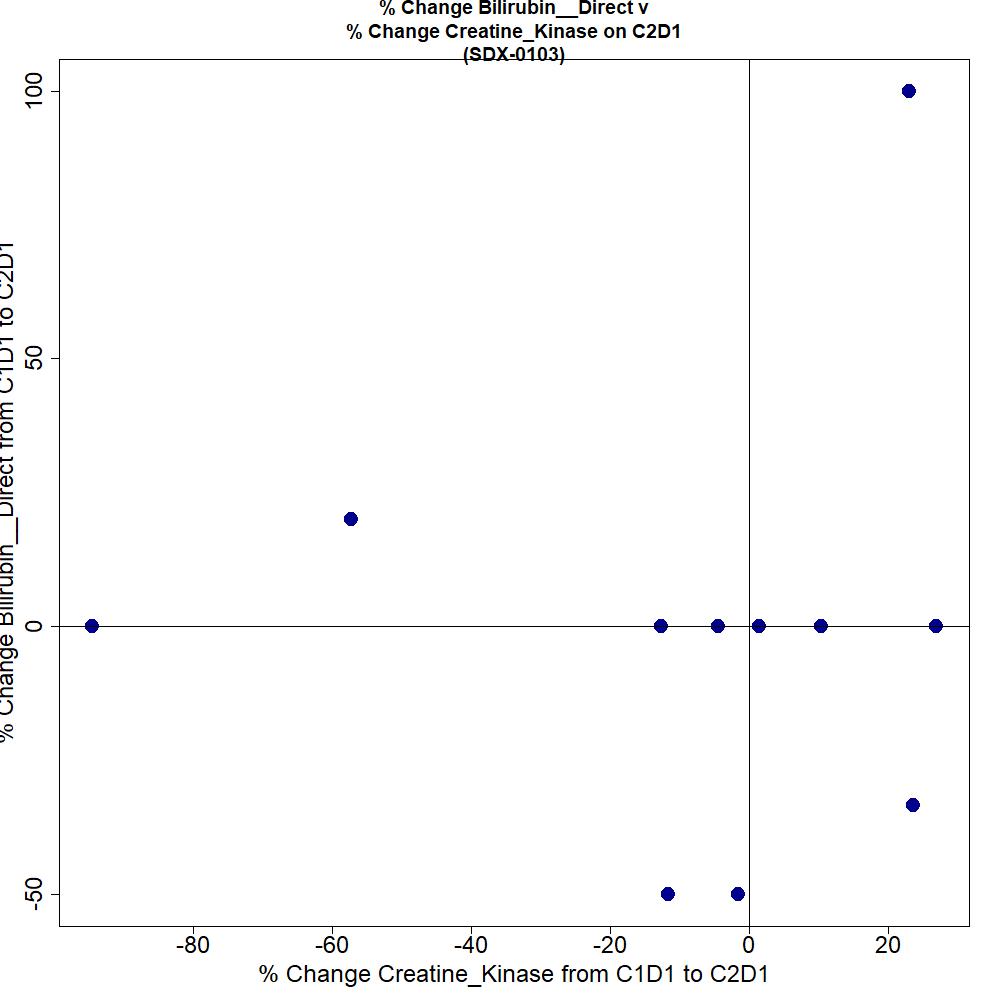 % Change Bilirubin__Direct v
% Change Creatine_Kinase on C2D1
(SDX-0103)
% Change Bilirubin__Direct from C1D1 to C2D1
100
50
0
-50
-80
-60
-40
-20
0
20
% Change Creatine_Kinase from C1D1 to C2D1